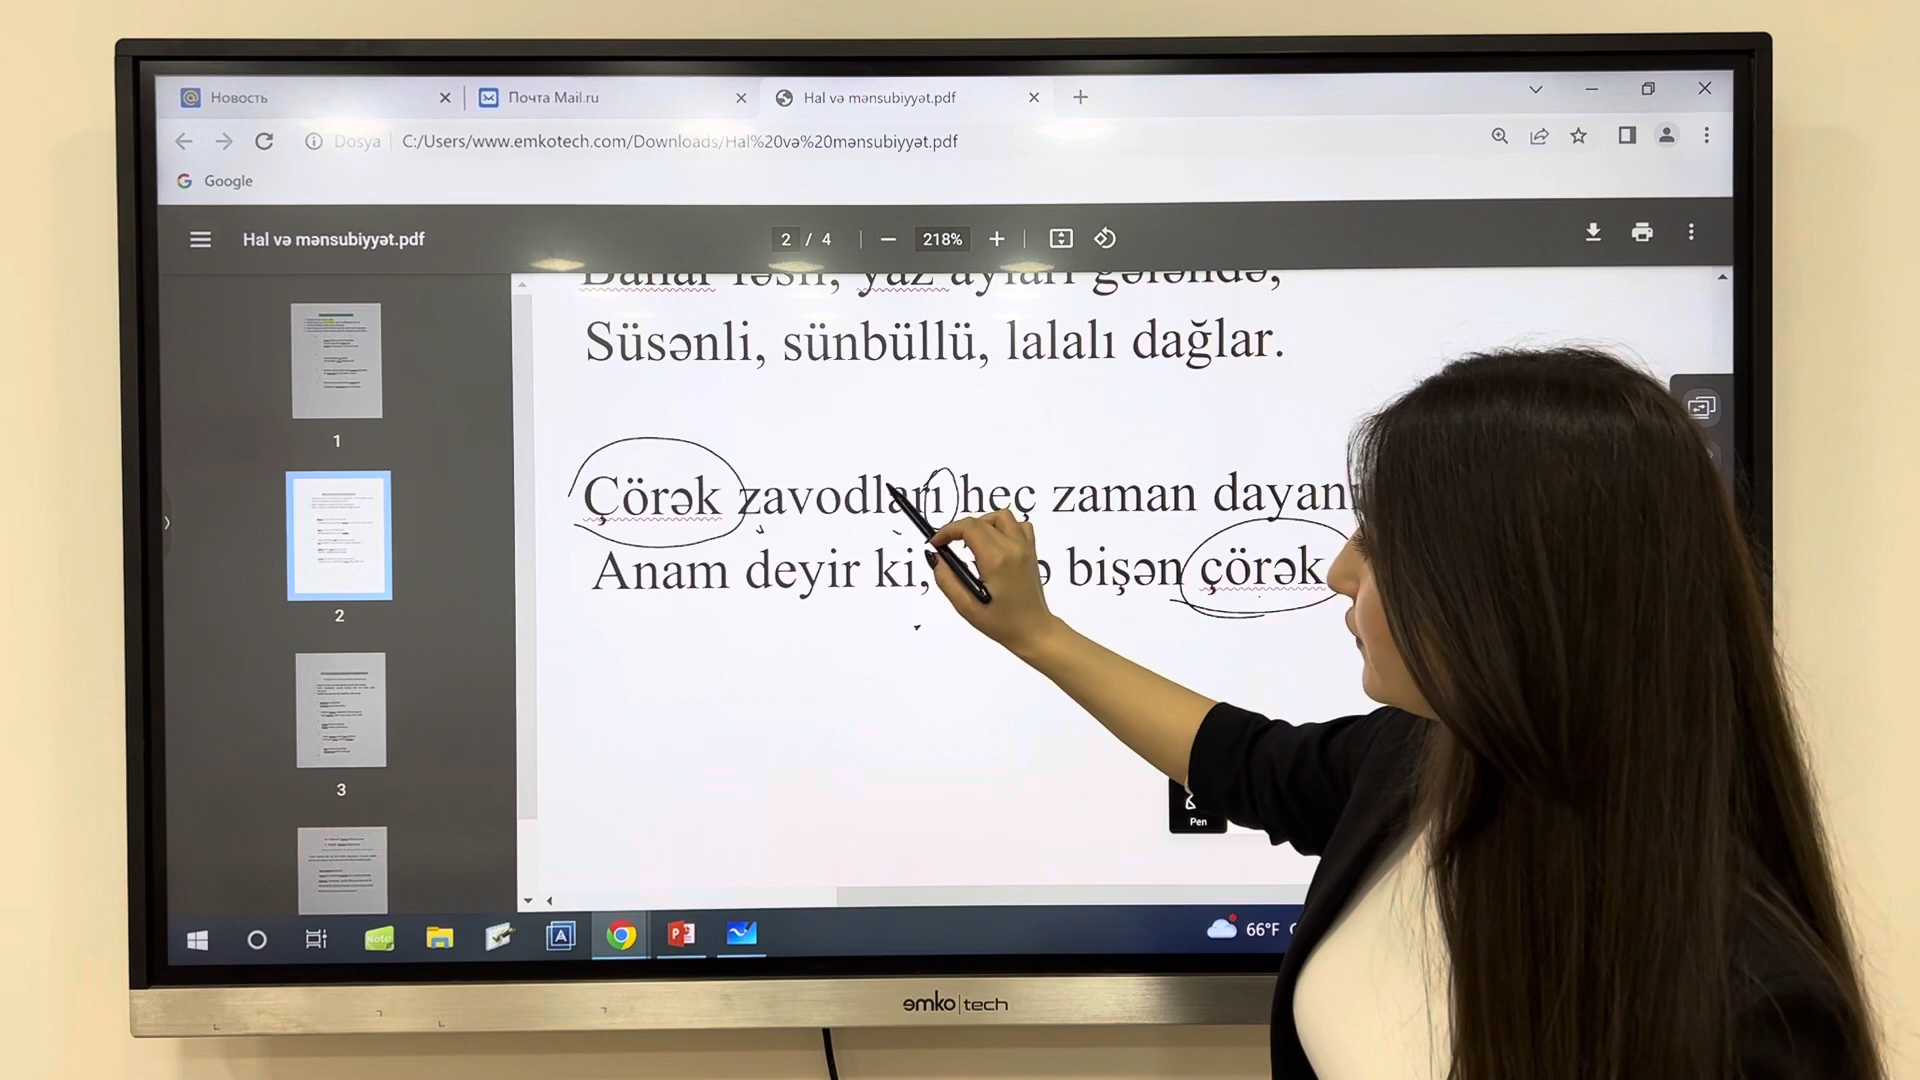 Новость
Почта Mail.ru
Hal və mənsubiyyət.pdf
Dosya
C:/Users/www.emkotech.com/Downloads/Hal%20və%20mənsubiyyət.pdf
Google
Hal və mənsubiyyət.pdf
2 / 4
218%
yaz ayları
Süsənli, sünbüllü, lalalı dağlar.
Çörək zavodları heç zaman
Anam deyir ki, bişən çörək
1
2
3
Pen
66°F
emko|tech